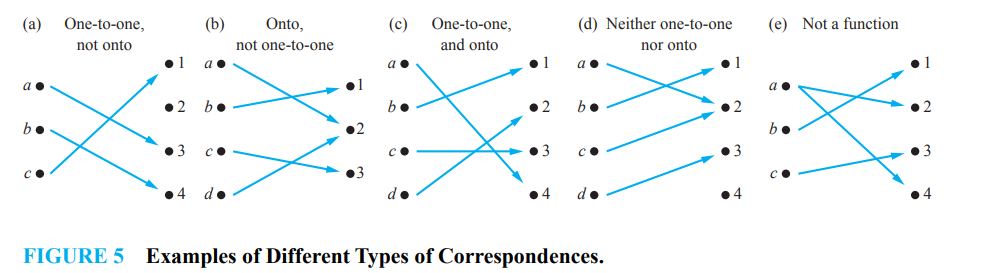 (a) One-to-one, not onto
a 1
b 2
c 3
4
(b) Onto, not one-to-one
a 1
b 2
c 3
d
(c) One-to-one, and onto
a 1
b 2
c 3
d 4
(d) Neither one-to-one nor onto
a 1
b 2
c 3
d 4
(e) Not a function
a 1
b 2
c 3
4
FIGURE 5 Examples of Different Types of Correspondences.